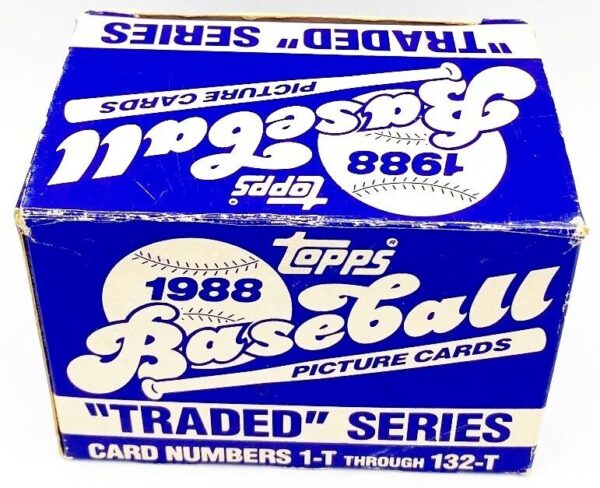 "TRADED" SERIES
PICTURE CARDS
Baseball
1988
TOPPS®
TOPPS®
1988
Baseball
PICTURE CARDS
"TRADED" SERIES
CARD NUMBERS 1-T THROUGH 132-T